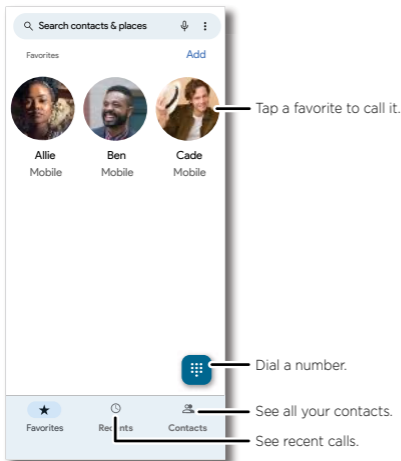 Search contacts & places
Favorites
Add
Tap a favorite to call it.
Allie
Ben
Cade
Mobile
Mobile
Mobile
Dial a number.
See all your contacts.
Favorites
Recents
Contacts
See recent calls.